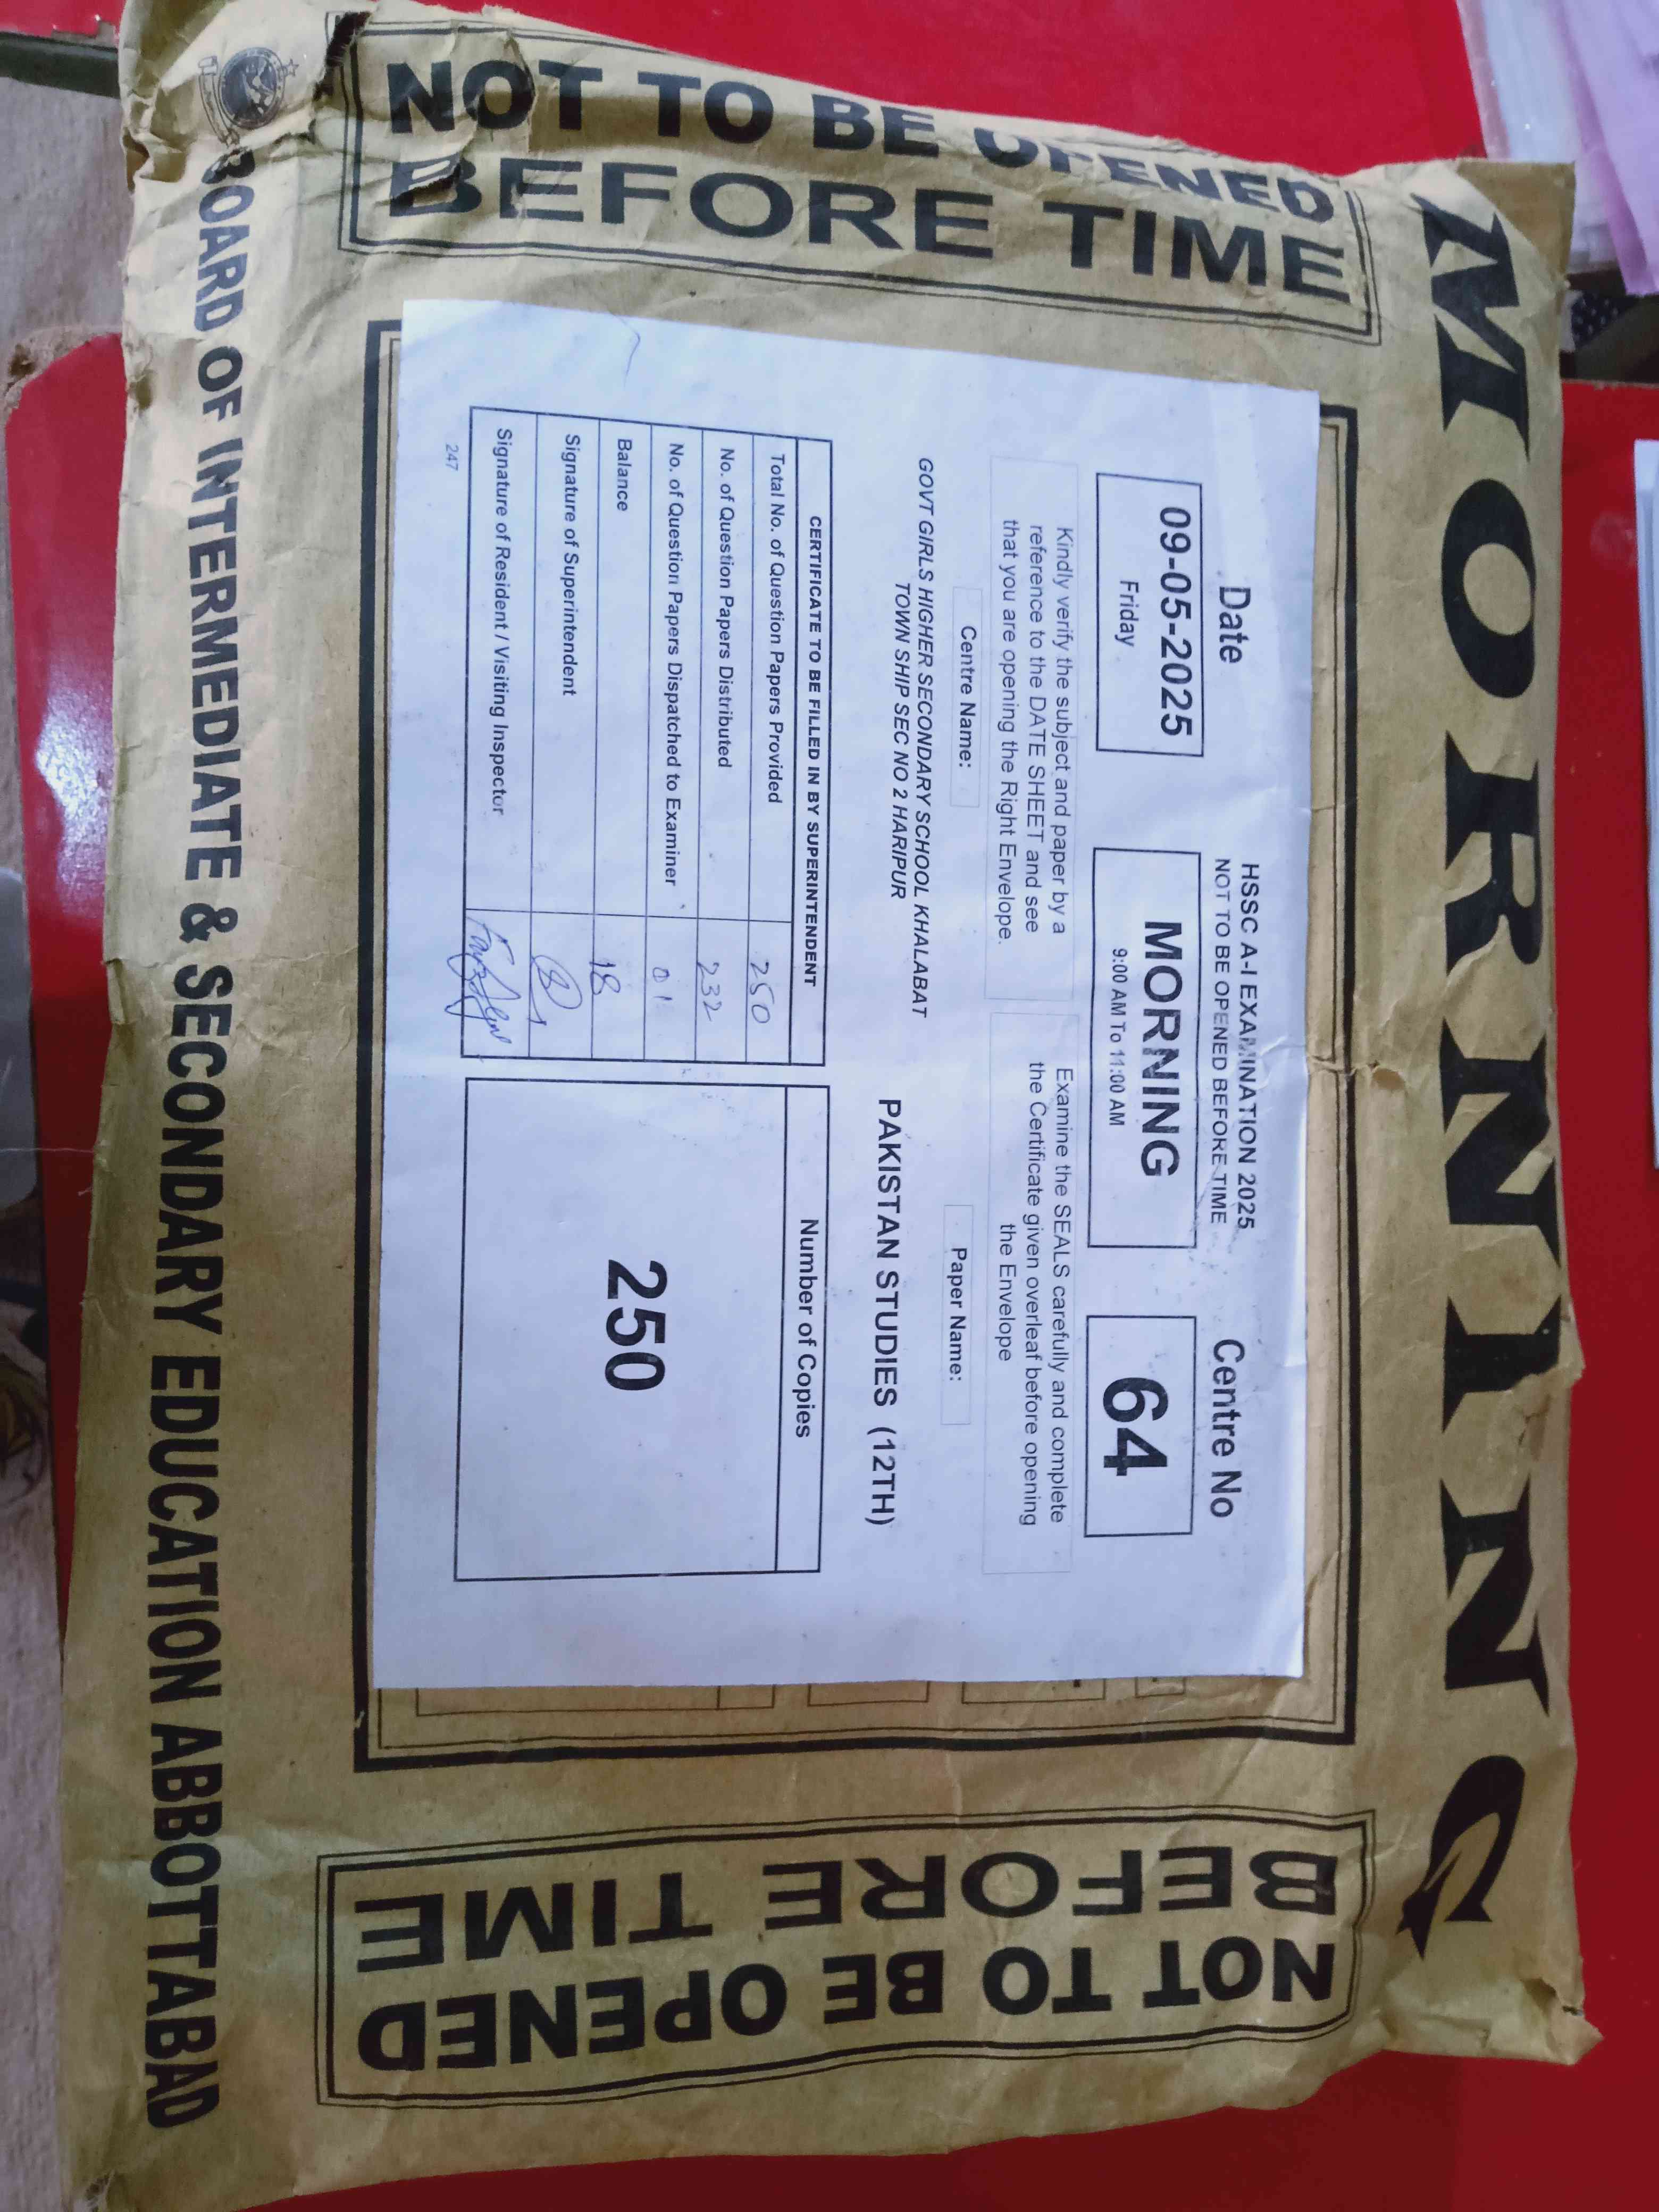 MORNING
NOT TO BE OPENED
BEFORE TIME
HSSC A-I EXAMINATION 2025
NOT TO BE OPENED BEFORE TIME
Date
Centre No
09-05-2025
Friday
MORNING
9:00 AM To 11:00 AM
64
Kindly verify the subject and paper by a
reference to the DATE SHEET and see
that you are opening the Right Envelope.
Examine the SEALS carefully and complete
the Certificate given overleaf before opening
the Envelope
Centre Name:
Paper Name:
GOVT GIRLS HIGHER SECONDARY SCHOOL KHALABAT
TOWN SHIP SEC NO 2 HARIPUR
PAKISTAN STUDIES (12TH)
CERTIFICATE TO BE FILLED IN BY SUPERINTENDENT
Total No. of Question Papers Provided 250
No. of Question Papers Distributed 232
No. of Question Papers Dispatched to Examiner 01
Balance 18
Signature of Superintendent
Signature of Resident / Visiting Inspector
Number of Copies
250
247
NOT TO BE OPENED
BEFORE TIME
BOARD OF INTERMEDIATE & SECONDARY EDUCATION ABBOTTABAD